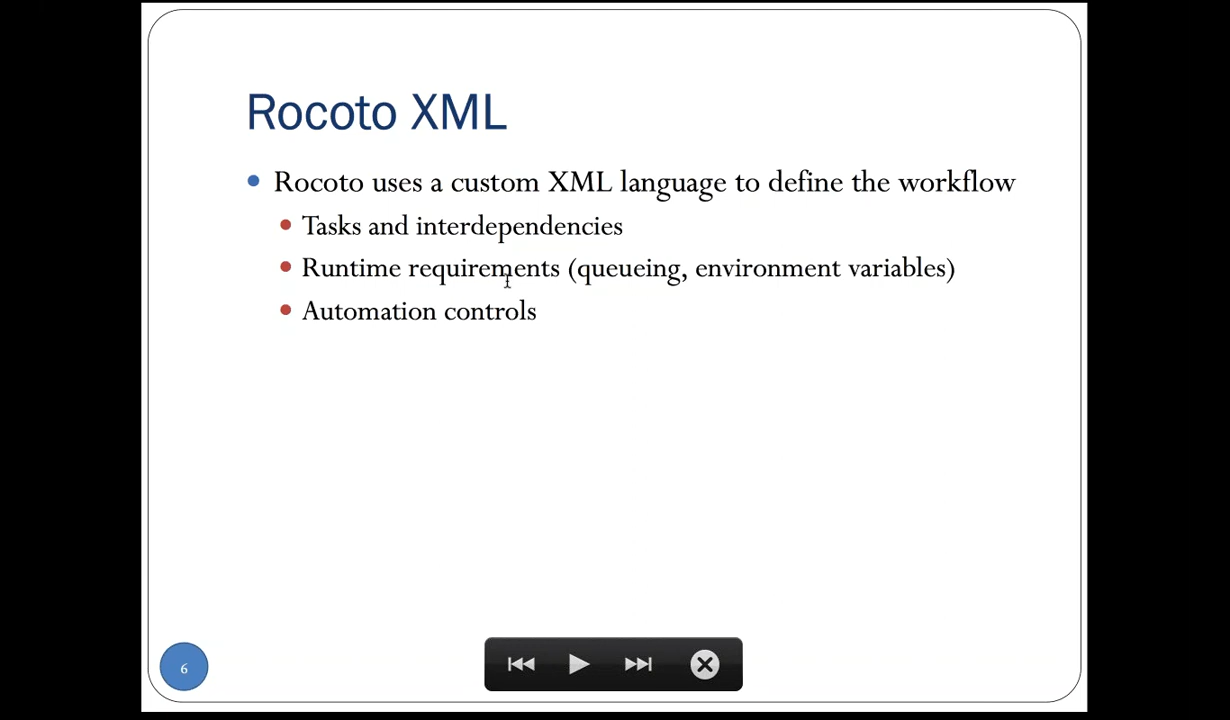 Rocoto XML
Rocoto uses a custom XML language to define the workflow
Tasks and interdependencies
Runtime requirements (queueing, environment variables)
Automation controls
6